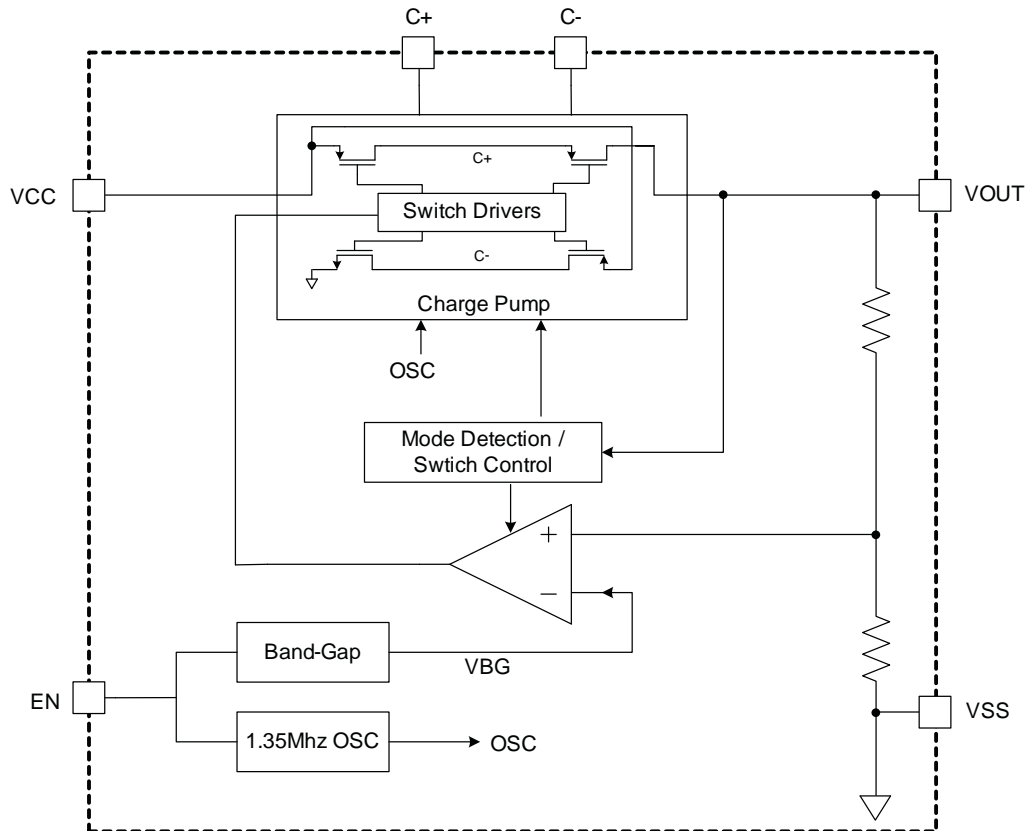 C+
C-
C+
VCC
Switch Drivers
VOUT
C-
Charge Pump
OSC
Mode Detection /
Swtich Control
+
−
Band-Gap
VBG
EN
VSS
1.35Mhz OSC
OSC